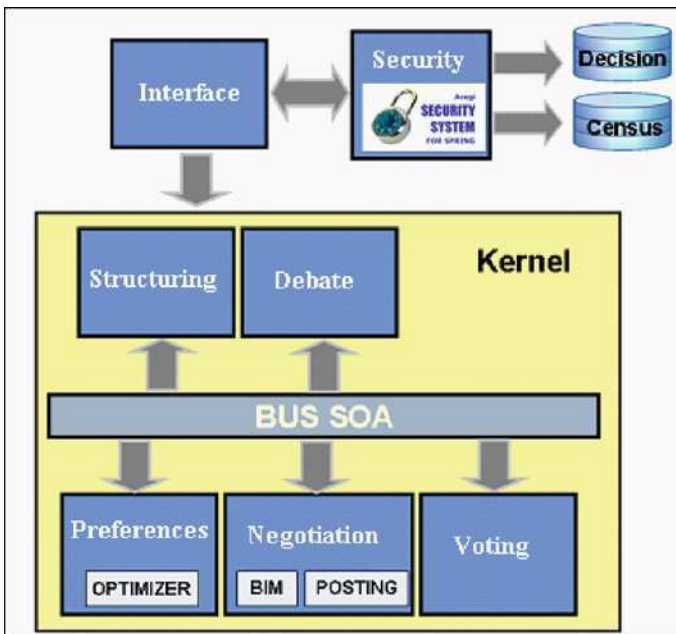 Interface
Security
Acegi
SECURITY
SYSTEM
FOR SPRING
Decision
Census
Kernel
Structuring
Debate
BUS SOA
Preferences
OPTIMIZER
Negotiation
BIM
POSTING
Voting